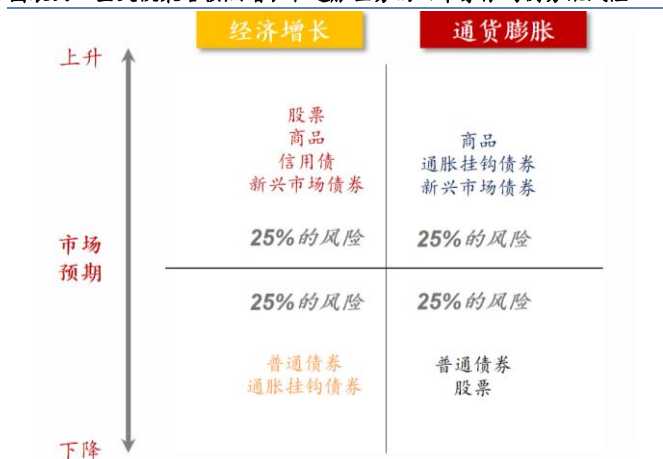 经济增长
通货膨胀
上升
股票
商品
信用债
新兴市场债券
商品
通胀挂钩债券
新兴市场债券
市场
预期
25%的风险
25%的风险
25%的风险
25%的风险
普通债券
通胀挂钩债券
普通债券
股票
下降